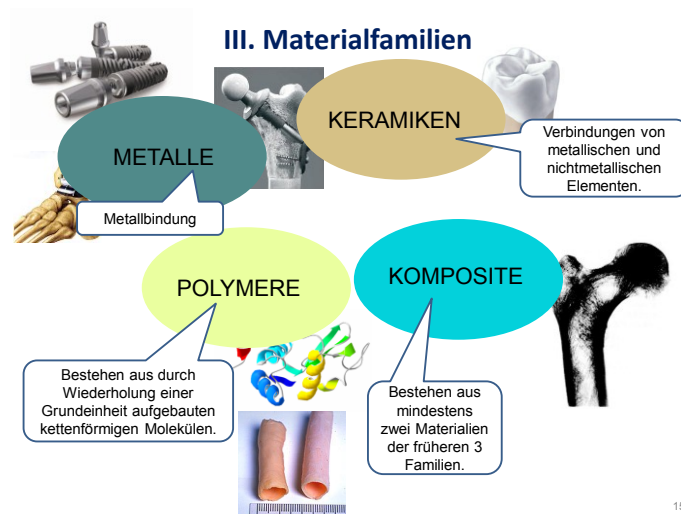 III. Materialfamilien
KERAMIKEN
METALLE
Verbindungen von
metallischen und
nichtmetallischen
Elementen.
Metallbindung
POLYMERE
KOMPOSITE
Bestehen aus durch
Wiederholung einer
Grundeinheit aufgebauten
kettenförmigen Molekülen.
Bestehen aus
mindestens
zwei Materialien
der früheren 3
Familien.
15